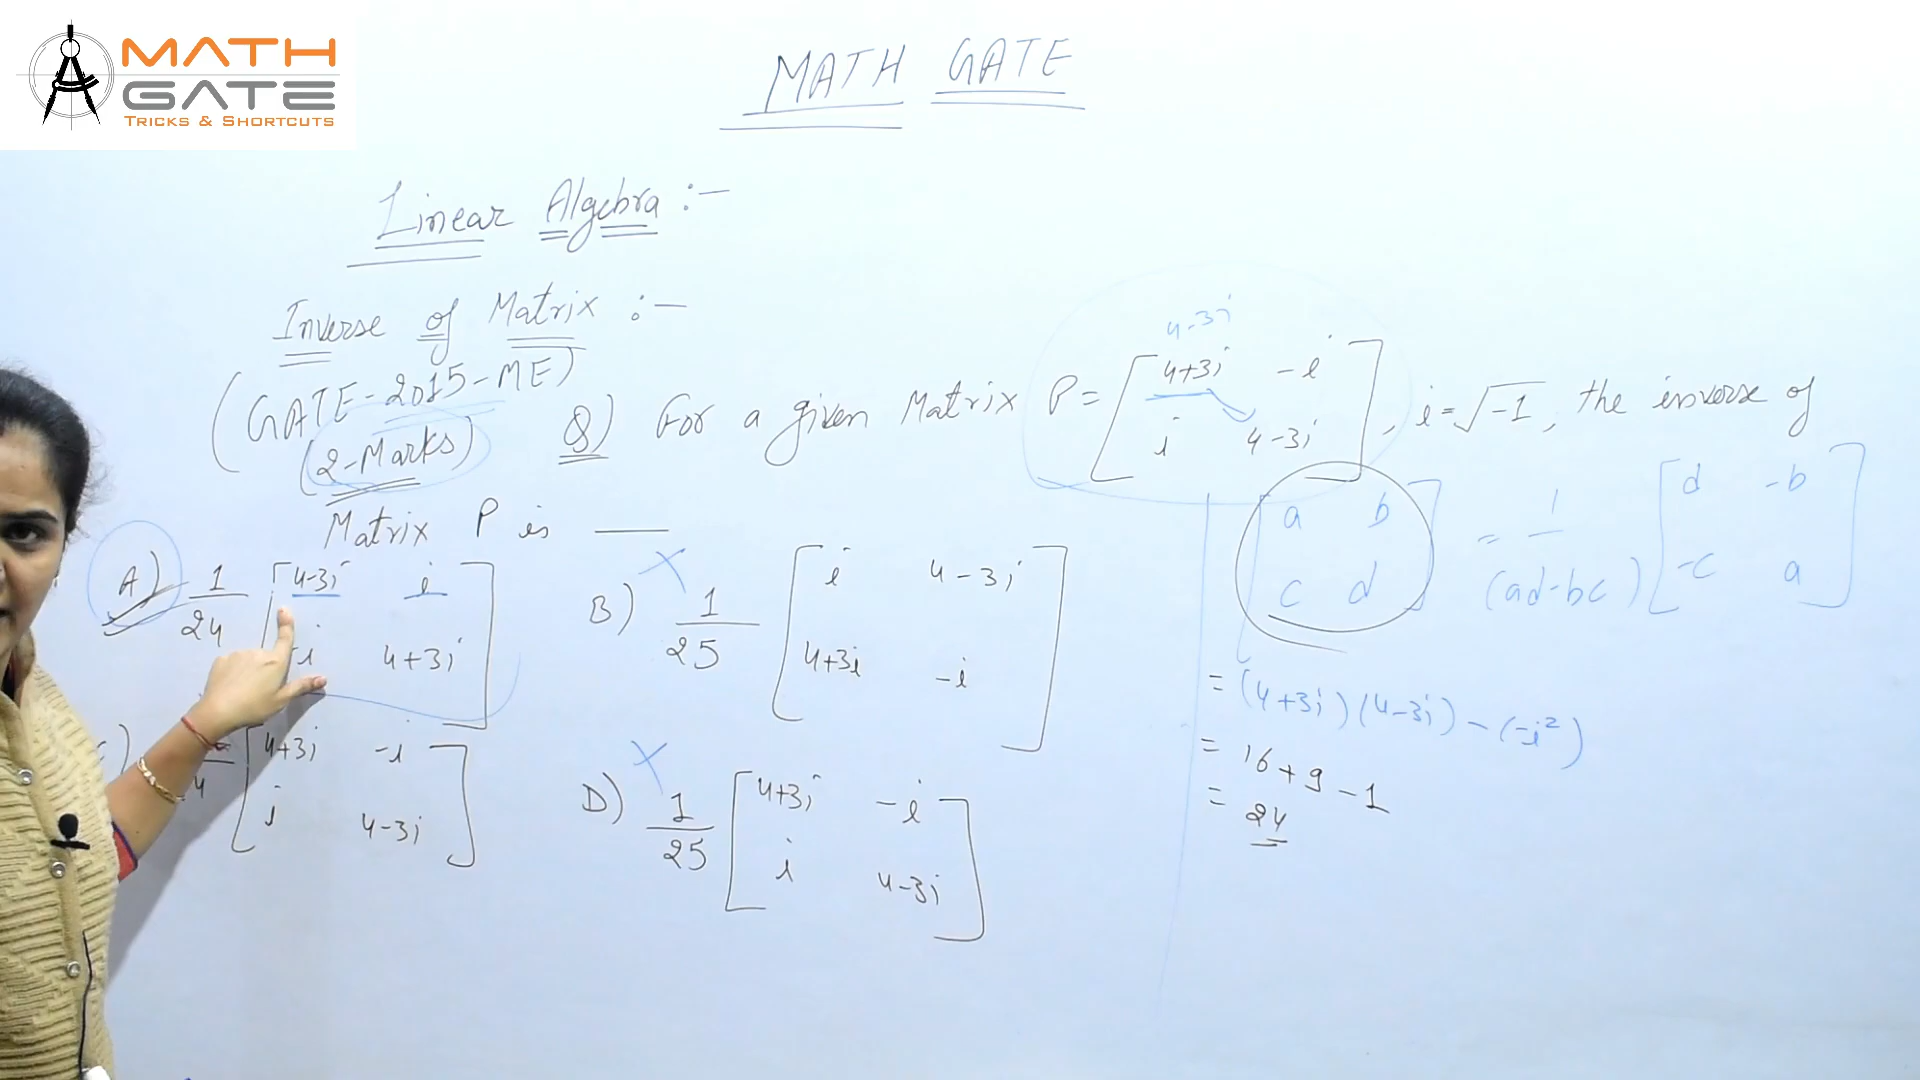 MATH
GATE
TRICKS & SHORTCUTS
MATH GATE
Linear Algebra :-
Inverse of Matrix :-
(GATE-2015-ME)
(2-Marks)
Q) For a given Matrix P = [4+3i -i
i 4-3i], i = √-1, the inverse of
4-3i
Matrix P is ___
A) 1/24 [4-3i i
-i 4+3i]
B) 1/25 [i 4-3i
4+3i -i]
[4+3i -i
i 4-3i]
D) 1/25 [4+3i -i
i 4-3i]
[a b
c d] = 1/(ad-bc) [d -b
-c a]
= (4+3i)(4-3i) - (-i²)
= 16+9-1
= 24